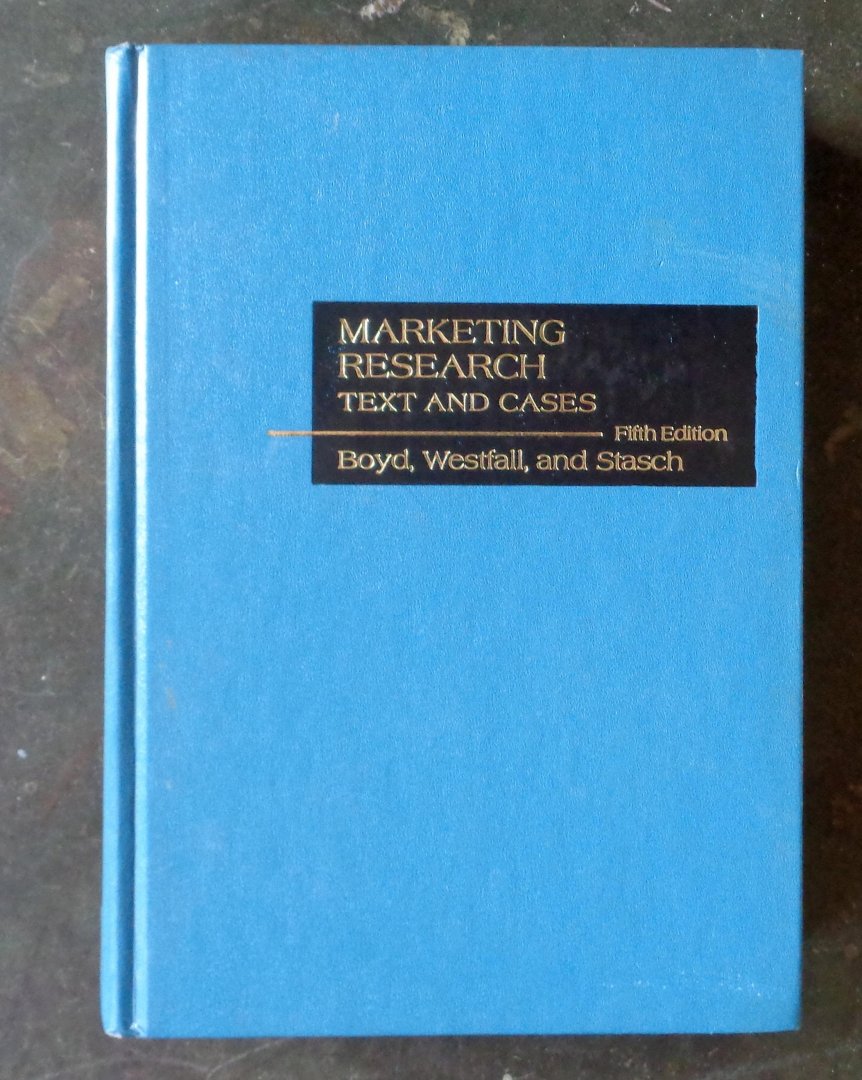 MARKETING
RESEARCH
TEXT AND CASES
Fifth Edition
Boyd, Westfall, and Stasch